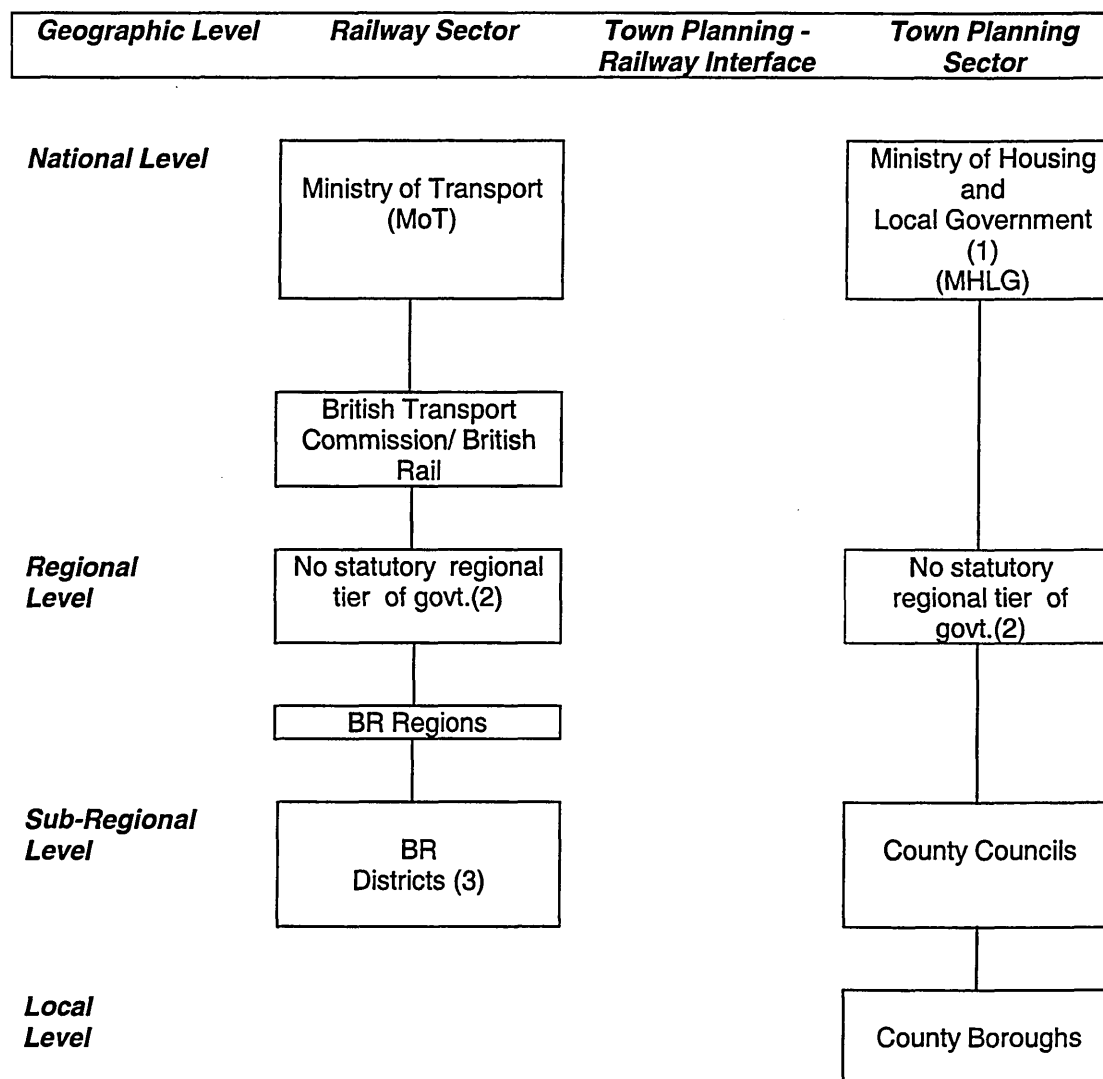 Geographic Level Railway Sector Town Planning - Town Planning
Railway Interface Sector
National Level
Ministry of Transport
(MoT)
Ministry of Housing
and
Local Government
(1)
(MHLG)
British Transport
Commission/ British
Rail
Regional
Level
No statutory regional
tier of govt.(2)
No statutory
regional tier of
govt.(2)
BR Regions
Sub-Regional
Level
BR
Districts (3)
County Councils
Local
Level
County Boroughs